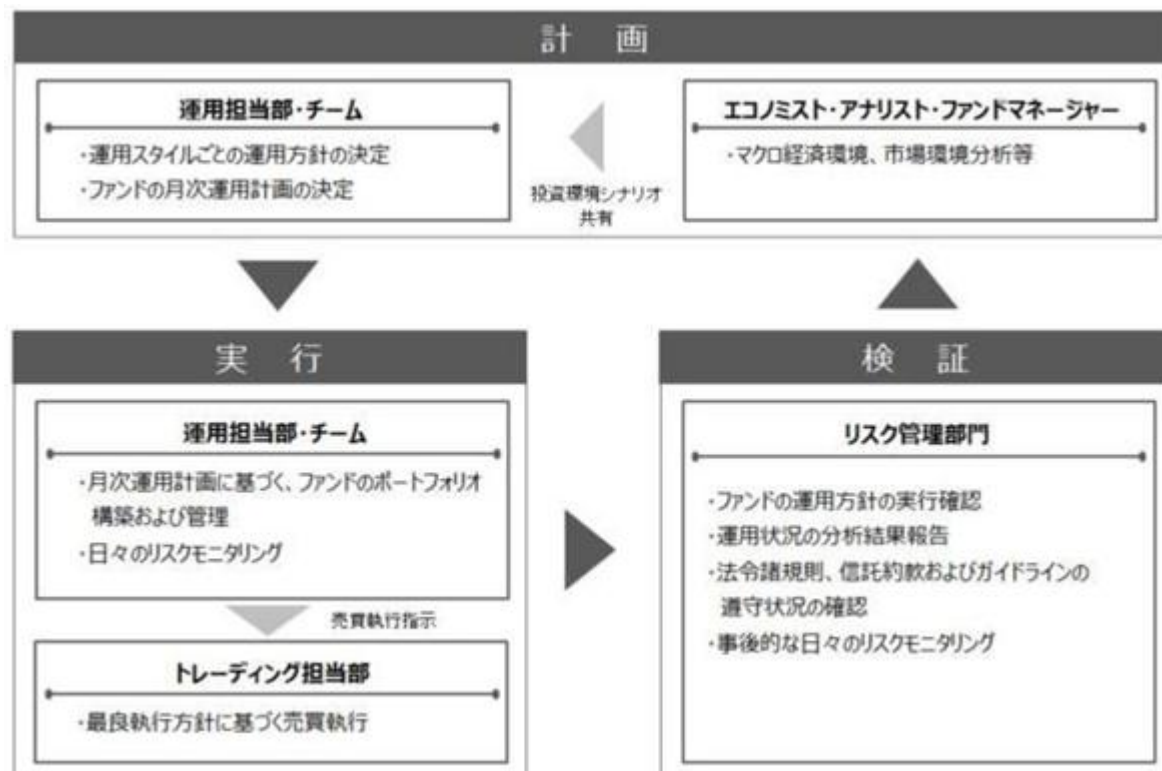 計 画
運用担当部・チーム
・運用スタイルごとの運用方針の決定
・ファンドの月次運用計画の決定
投資環境シナリオ
共有
エコノミスト・アナリスト・ファンドマネージャー
・マクロ経済環境、市場環境分析等
実 行
運用担当部・チーム
・月次運用計画に基づく、ファンドのポートフォリオ
構築および管理
・日々のリスクモニタリング
売買執行指示
トレーディング担当部
・最良執行方針に基づく売買執行
検 証
リスク管理部門
・ファンドの運用方針の実行確認
・運用状況の分析結果報告
・法令諸規則、信託約款およびガイドラインの
遵守状況の確認
・事後的な日々のリスクモニタリング